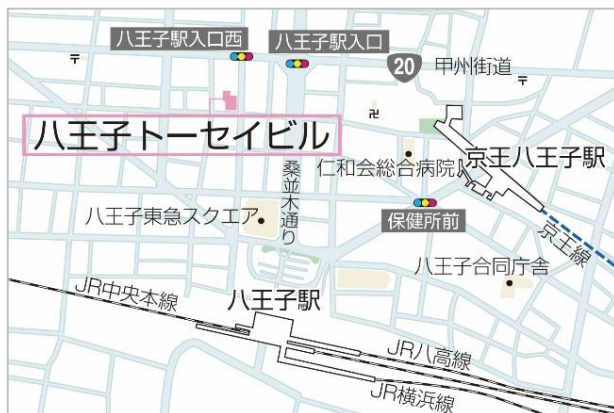 八王子駅入口西
八王子駅入口
20
甲州街道
〒
〒
八王子トーセイビル
卍
仁和会総合病院
京王八王子駅
桑並木通り
八王子東急スクエア
保健所前
京王線
八王子合同庁舎
八王子駅
JR中央本線
JR八高線
JR横浜線